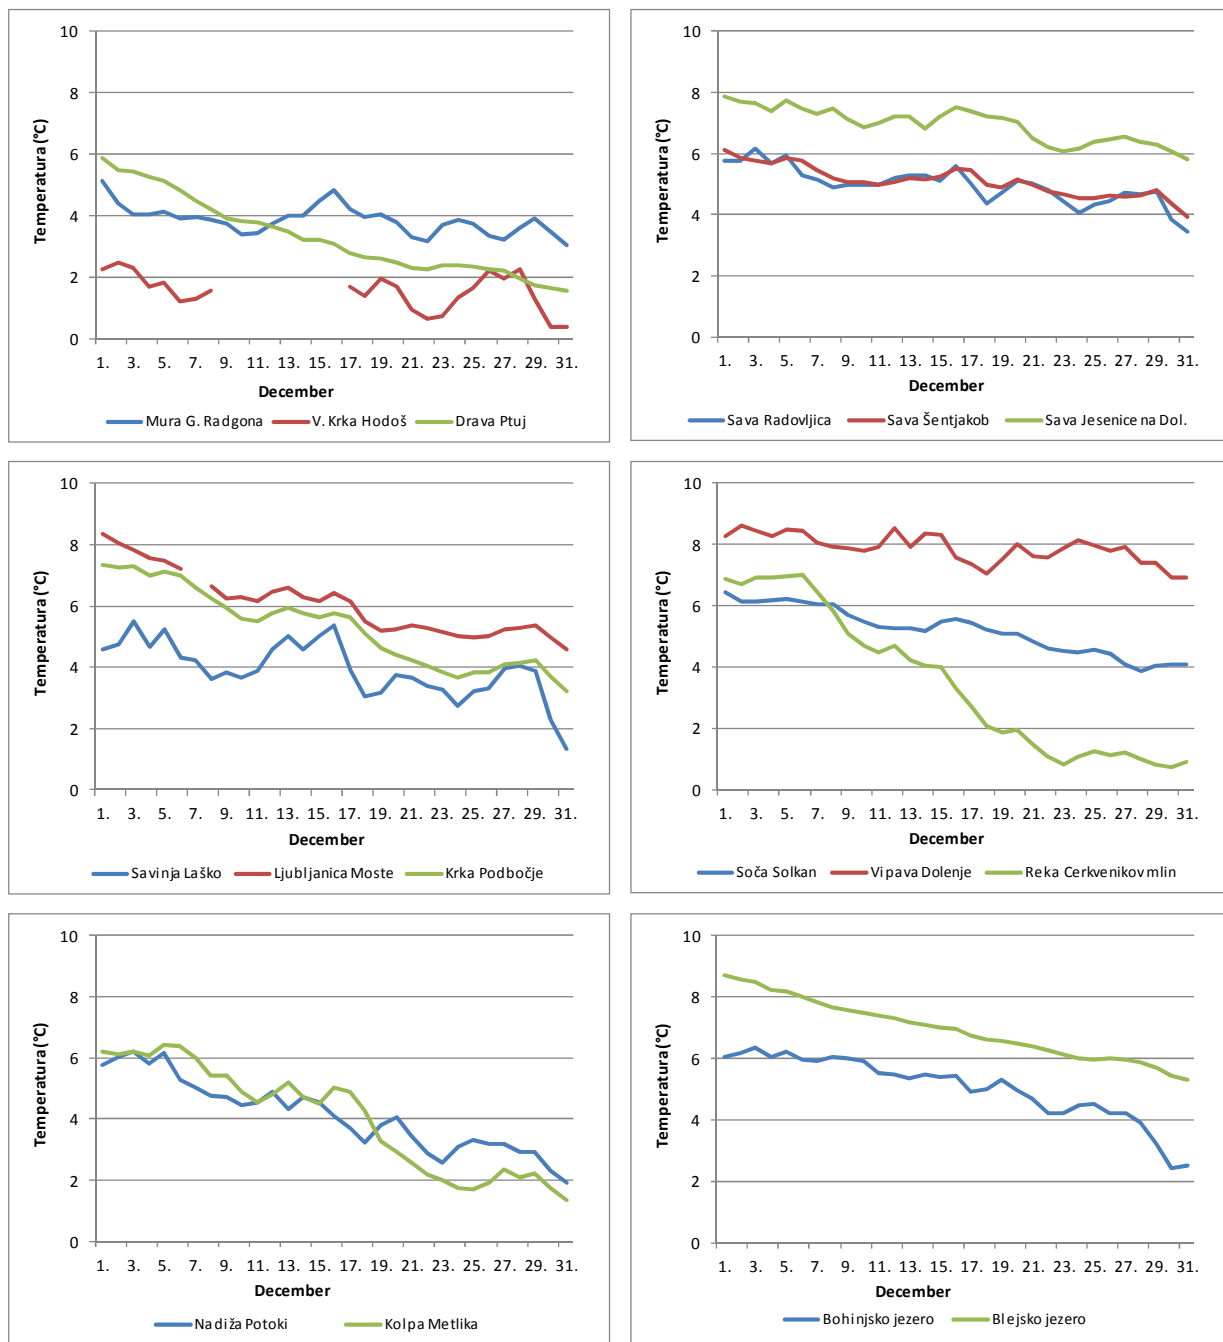 10
8
6
4
2
0
Temperatura (°C)
1. 3. 5. 7. 9. 11. 13. 15. 17. 19. 21. 23. 25. 27. 29. 31.
December
Mura G. Radgona V. Krka Hodoš Drava Ptuj
10
8
6
4
2
0
Temperatura (°C)
1. 3. 5. 7. 9. 11. 13. 15. 17. 19. 21. 23. 25. 27. 29. 31.
December
Sava Radovljica Sava Šentjakob Sava Jesenice na Dol.
10
8
6
4
2
0
Temperatura (°C)
1. 3. 5. 7. 9. 11. 13. 15. 17. 19. 21. 23. 25. 27. 29. 31.
December
Savinja Laško Ljubljanica Moste Krka Podbočje
10
8
6
4
2
0
Temperatura (°C)
1. 3. 5. 7. 9. 11. 13. 15. 17. 19. 21. 23. 25. 27. 29. 31.
December
Soča Solkan Vipava Dolenje Reka Cerkvenikov mlin
10
8
6
4
2
0
Temperatura (°C)
1. 3. 5. 7. 9. 11. 13. 15. 17. 19. 21. 23. 25. 27. 29. 31.
December
Nadiža Potoki Kolpa Metlika
10
8
6
4
2
0
Temperatura (°C)
1. 3. 5. 7. 9. 11. 13. 15. 17. 19. 21. 23. 25. 27. 29. 31.
December
Bohinjsko jezero Blejsko jezero